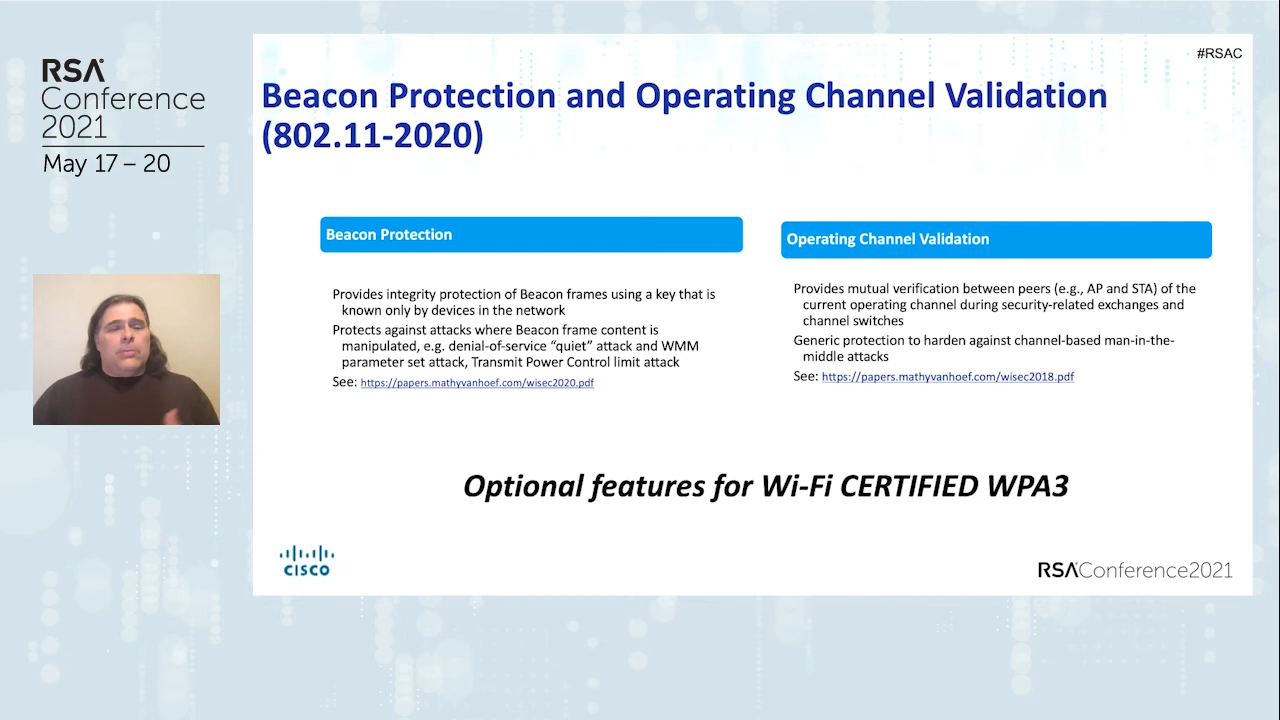 RSA
Conference
2021
May 17 – 20
#RSAC
Beacon Protection and Operating Channel Validation
(802.11-2020)
Beacon Protection
Provides integrity protection of Beacon frames using a key that is
known only by devices in the network
Protects against attacks where Beacon frame content is
manipulated, e.g. denial-of-service “quiet” attack and WMM
parameter set attack, Transmit Power Control limit attack
See: https://papers.mathyvanhoef.com/wisec2020.pdf
Operating Channel Validation
Provides mutual verification between peers (e.g., AP and STA) of the
current operating channel during security-related exchanges and
channel switches
Generic protection to harden against channel-based man-in-the-
middle attacks
See: https://papers.mathyvanhoef.com/wisec2018.pdf
Optional features for Wi-Fi CERTIFIED WPA3
CISCO
RSAConference2021